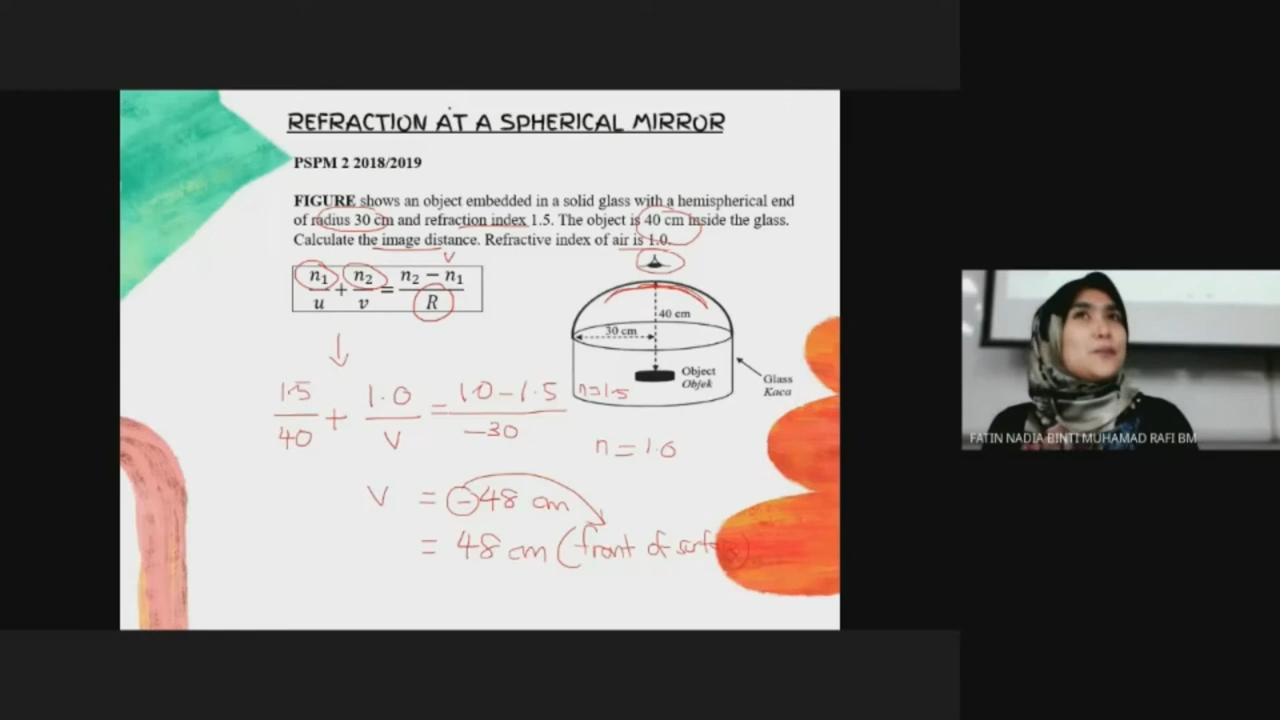 REFRACTION AT A SPHERICAL MIRROR
PSPM 2 2018/2019
FIGURE shows an object embedded in a solid glass with a hemispherical end
of radius 30 cm and refraction index 1.5. The object is 40 cm inside the glass.
Calculate the image distance. Refractive index of air is 1.0.
v
n₁/u + n₂/v = (n₂ − n₁)/R
40 cm
30 cm
Object
Objek
Glass
Kaca
n=1.5
1.5/40 + 1.0/v = (1.0 − 1.5)/−30
n = 1.0
v = −48 cm
= 48 cm (front of surface)
FATIN NADIA BINTI MUHAMAD RAFI BM